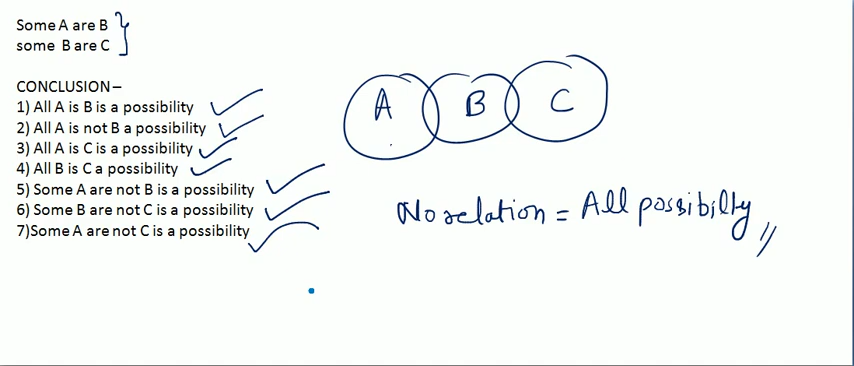 Some A are B
some B are C
CONCLUSION–
1) All A is B is a possibility
2) All A is not B a possibility
3) All A is C is a possibility
4) All B is C a possibility
5) Some A are not B is a possibility
6) Some B are not C is a possibility
7)Some A are not C is a possibility
A B C
No relation = All possibilty